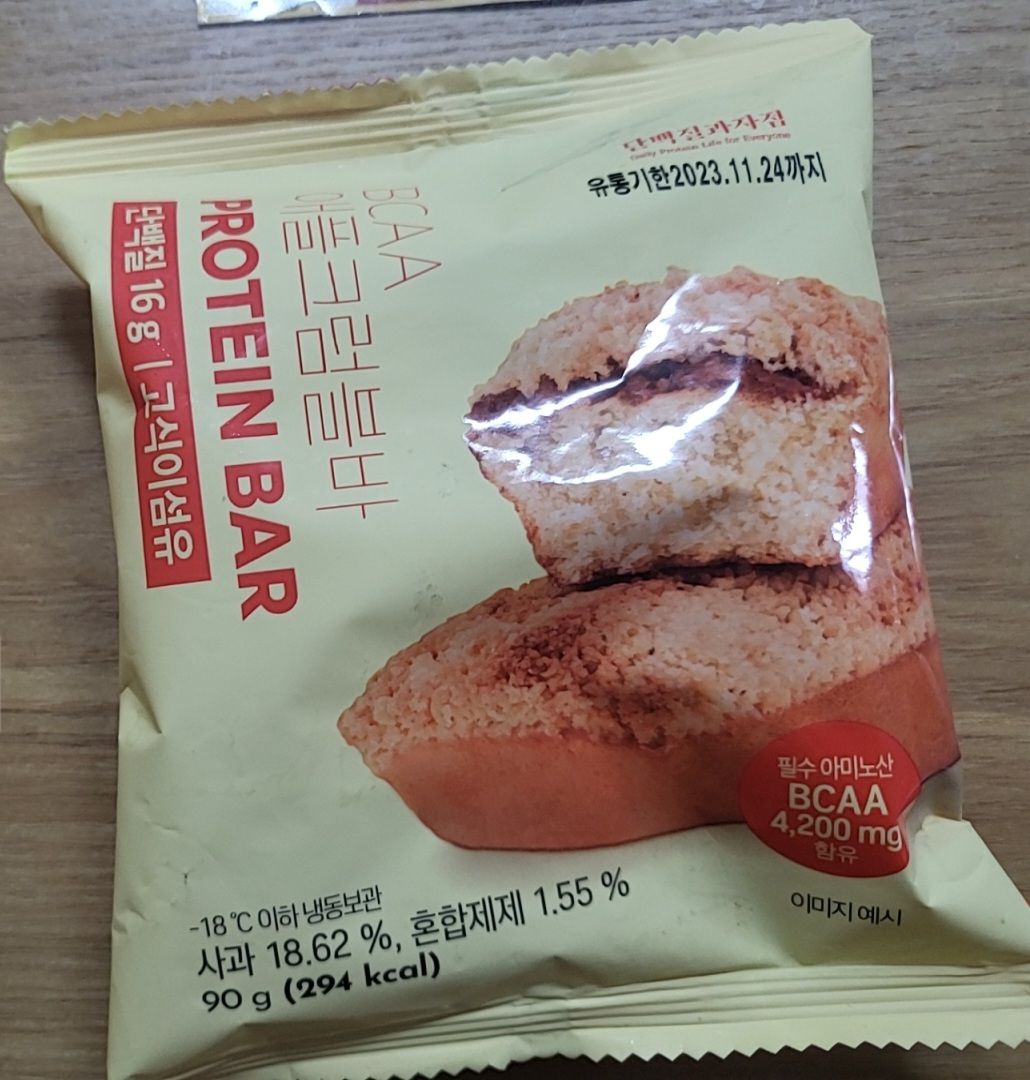 단백질과자점
Daily Protein Life for Everyone
유통기한2023.11.24까지
BCAA
애플크럼블바
PROTEIN BAR
단백질 16 g | 고식이섬유
필수 아미노산
BCAA
4,200 mg
함유
이미지 예시
-18 ℃ 이하 냉동보관
사과 18.62 %, 혼합제제 1.55 %
90 g (294 kcal)